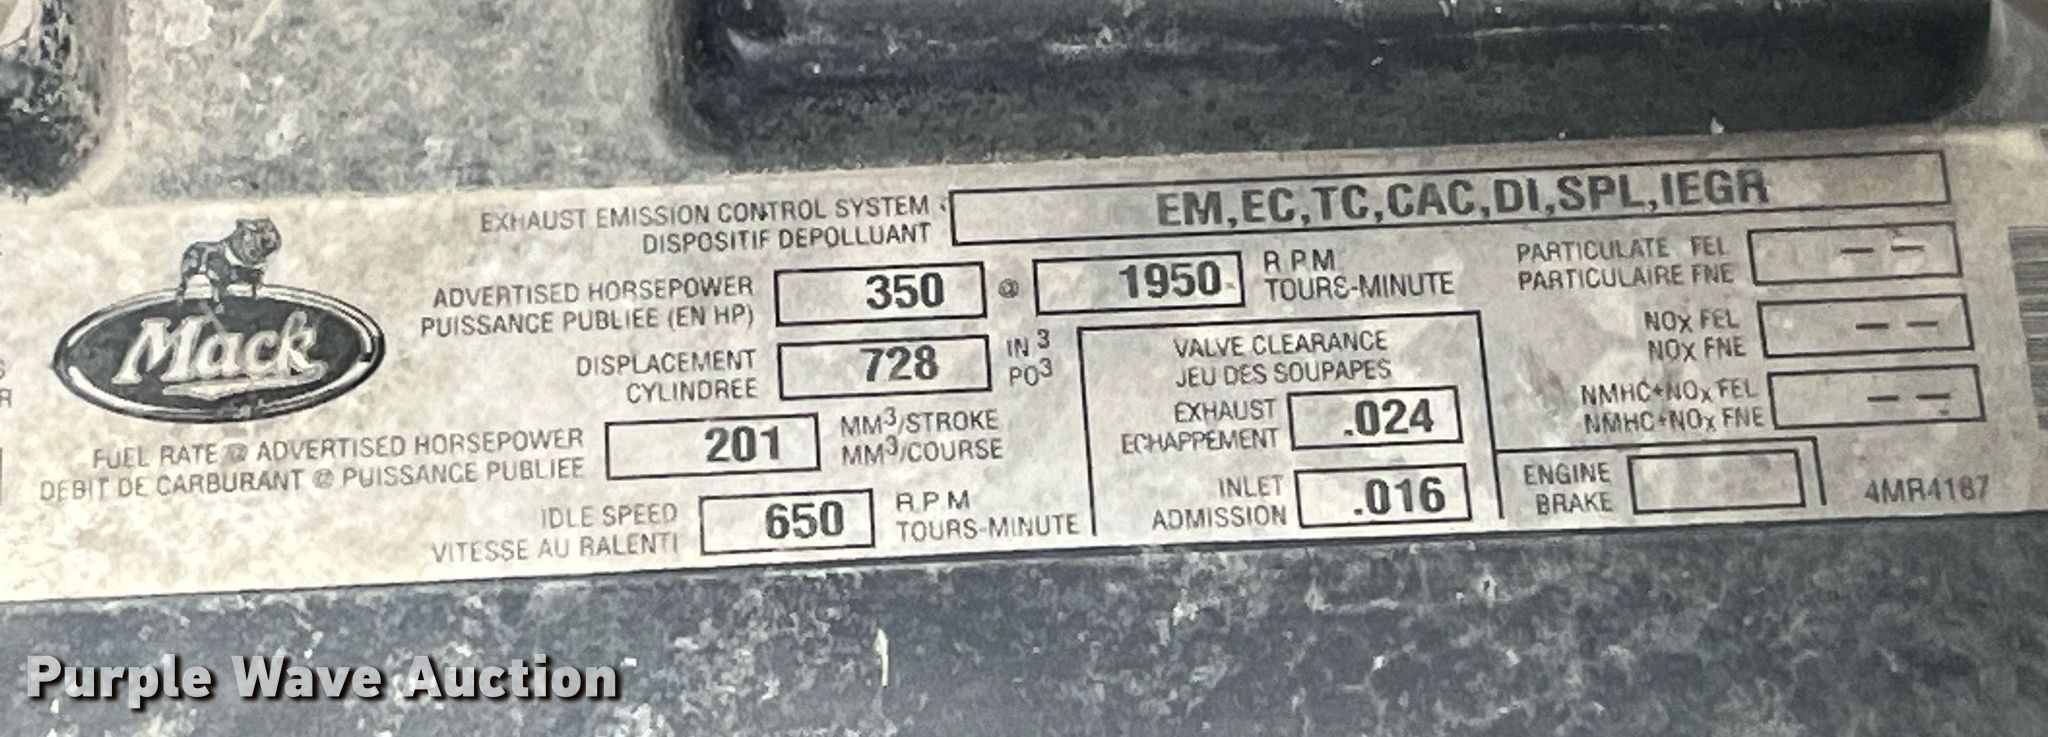 EXHAUST EMISSION CONTROL SYSTEM
DISPOSITIF DEPOLLUANT
EM,EC,TC,CAC,DI,SPL,IEGR
Mack
ADVERTISED HORSEPOWER
PUISSANCE PUBLIEE (EN HP)
350 @ 1950
R.P.M
TOURS-MINUTE
DISPLACEMENT
CYLINDREE
728
IN 3
PO3
FUEL RATE @ ADVERTISED HORSEPOWER
DEBIT DE CARBURANT @ PUISSANCE PUBLIEE
201
MM3/STROKE
MM3/COURSE
IDLE SPEED
VITESSE AU RALENTI
650
R.P.M
TOURS-MINUTE
VALVE CLEARANCE
JEU DES SOUPAPES
EXHAUST
ECHAPPEMENT
.024
INLET
ADMISSION
.016
PARTICULATE FEL
PARTICULAIRE FNE
– –
NOx FEL
NOX FNE
– –
NMHC+NOx FEL
NMHC+NOx FNE
– –
ENGINE
BRAKE
4MR4187
Purple Wave Auction